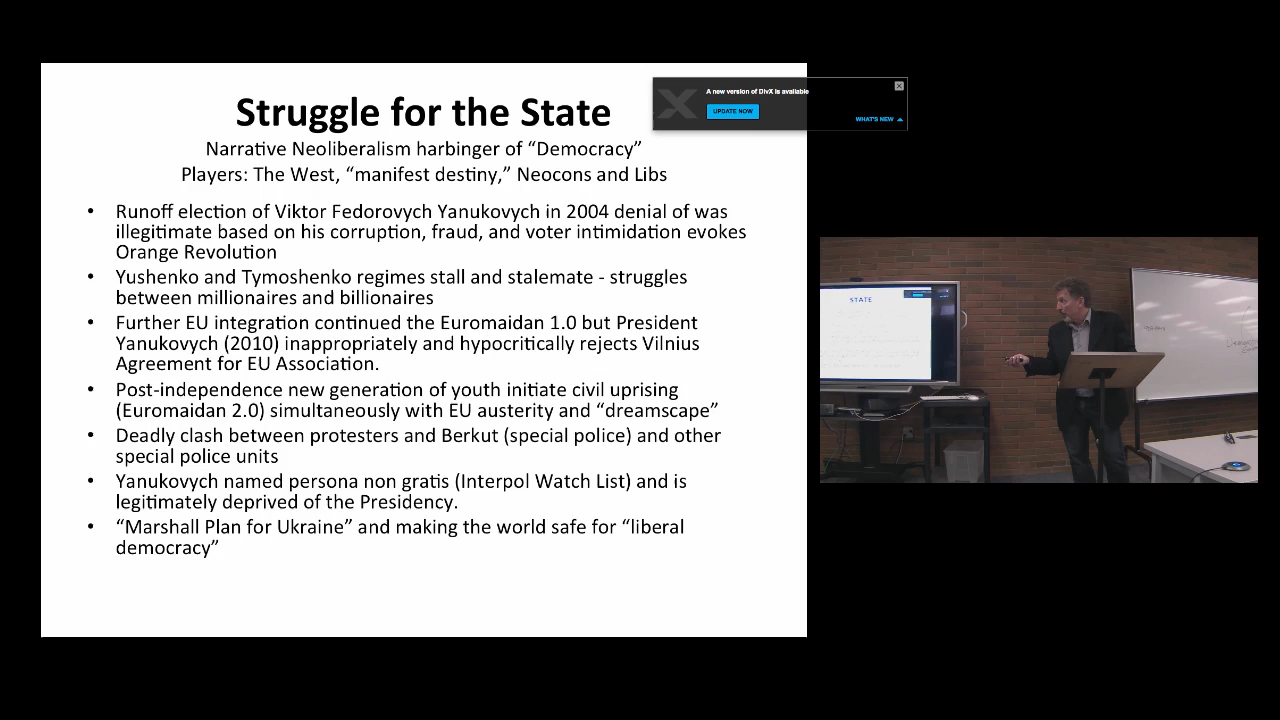 Struggle for the State
Narrative Neoliberalism harbinger of “Democracy”
Players: The West, “manifest destiny,” Neocons and Libs
• Runoff election of Viktor Fedorovych Yanukovych in 2004 denial of was
illegitimate based on his corruption, fraud, and voter intimidation evokes
Orange Revolution
• Yushenko and Tymoshenko regimes stall and stalemate - struggles
between millionaires and billionaires
• Further EU integration continued the Euromaidan 1.0 but President
Yanukovych (2010) inappropriately and hypocritically rejects Vilnius
Agreement for EU Association.
• Post-independence new generation of youth initiate civil uprising
(Euromaidan 2.0) simultaneously with EU austerity and “dreamscape”
• Deadly clash between protesters and Berkut (special police) and other
special police units
• Yanukovych named persona non gratis (Interpol Watch List) and is
legitimately deprived of the Presidency.
• “Marshall Plan for Ukraine” and making the world safe for “liberal
democracy”
A new version of DivX is available
UPDATE NOW
WHAT'S NEW
STATE